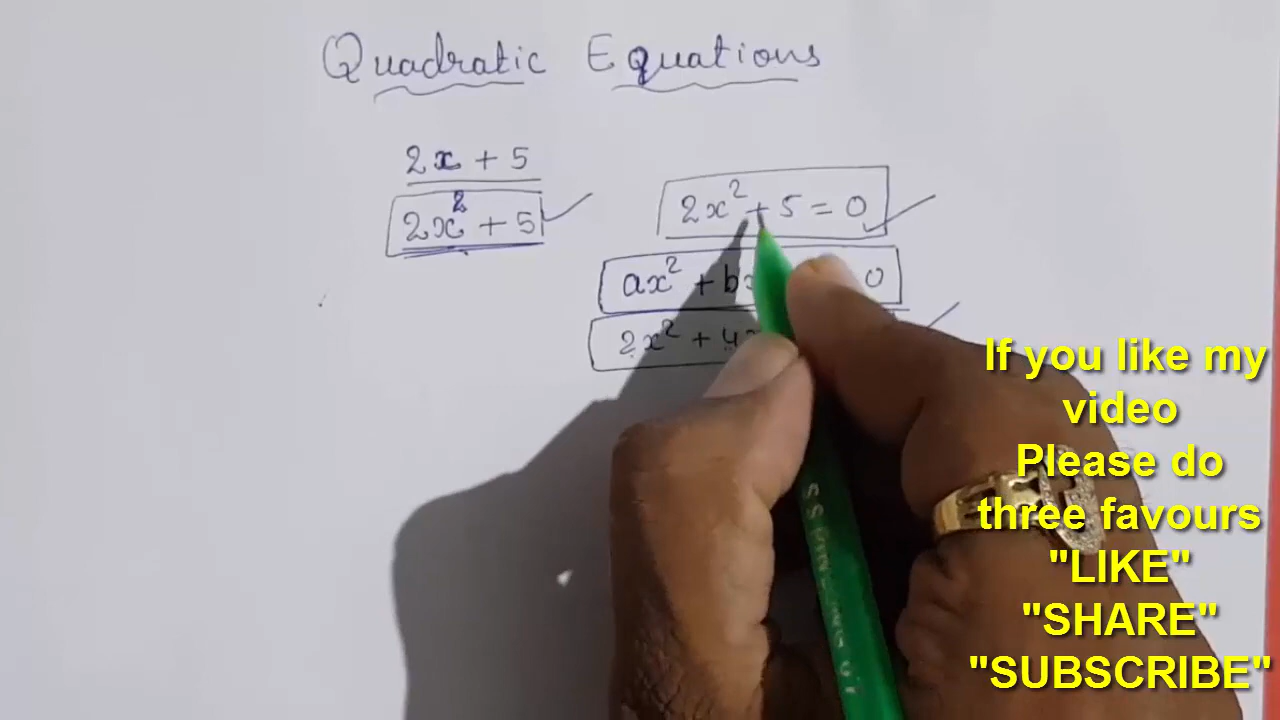 Quadratic Equations
2x + 5
2x² + 5
2x² + 5 = 0
ax² + b 0
2x² + 4
If you like my
video
Please do
three favours
"LIKE"
"SHARE"
"SUBSCRIBE"